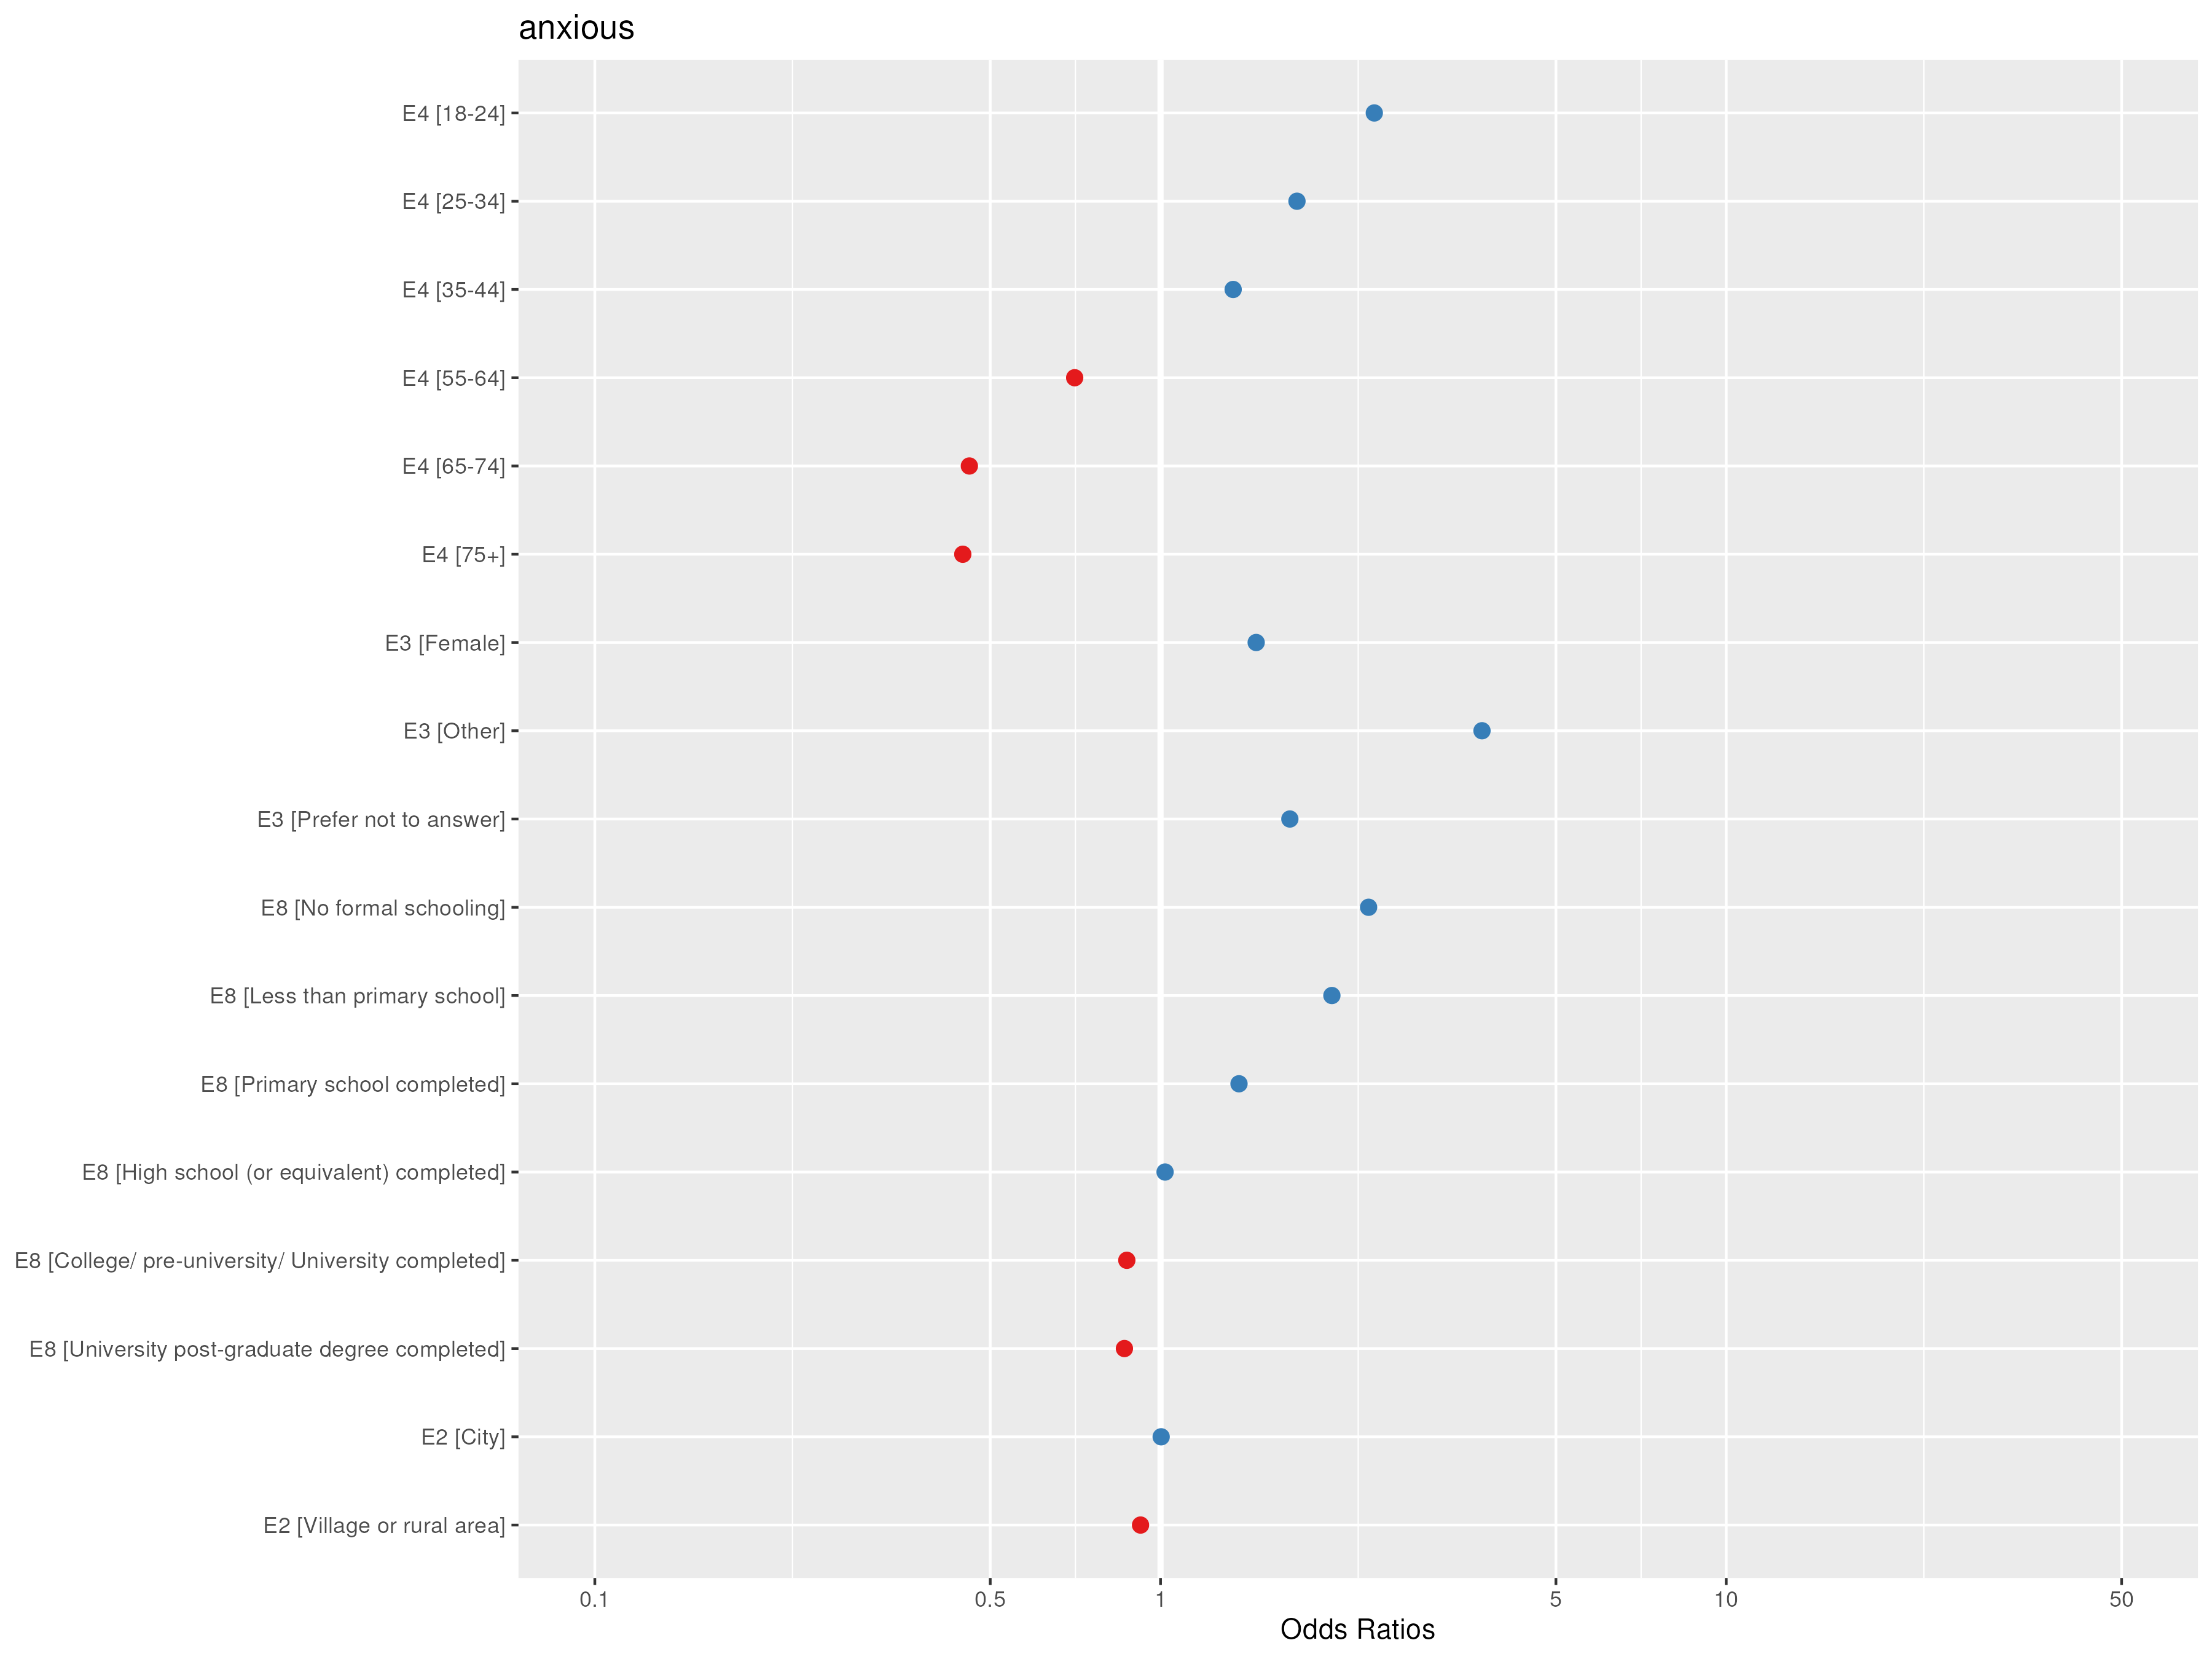 anxious
E4 [18-24]
E4 [25-34]
E4 [35-44]
E4 [55-64]
E4 [65-74]
E4 [75+]
E3 [Female]
E3 [Other]
E3 [Prefer not to answer]
E8 [No formal schooling]
E8 [Less than primary school]
E8 [Primary school completed]
E8 [High school (or equivalent) completed]
E8 [College/ pre-university/ University completed]
E8 [University post-graduate degree completed]
E2 [City]
E2 [Village or rural area]
0.1 0.5 1 5 10 50
Odds Ratios